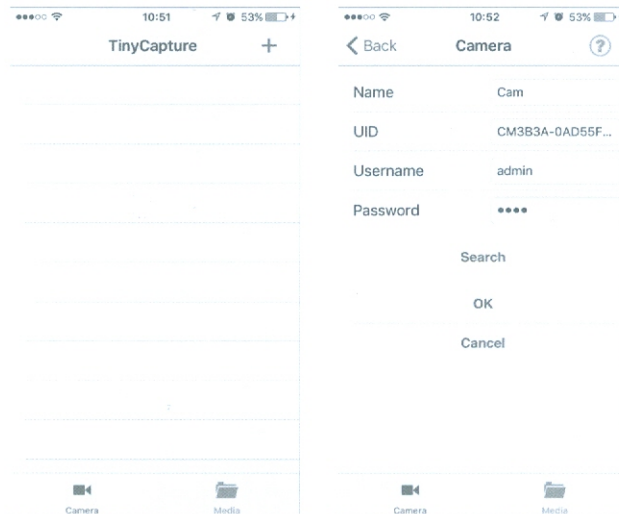 10:51 53%
TinyCapture +
Camera Media
10:52 53%
Back Camera ?
Name Cam
UID CM3B3A-0AD55F...
Username admin
Password ••••
Search
OK
Cancel
Camera Media